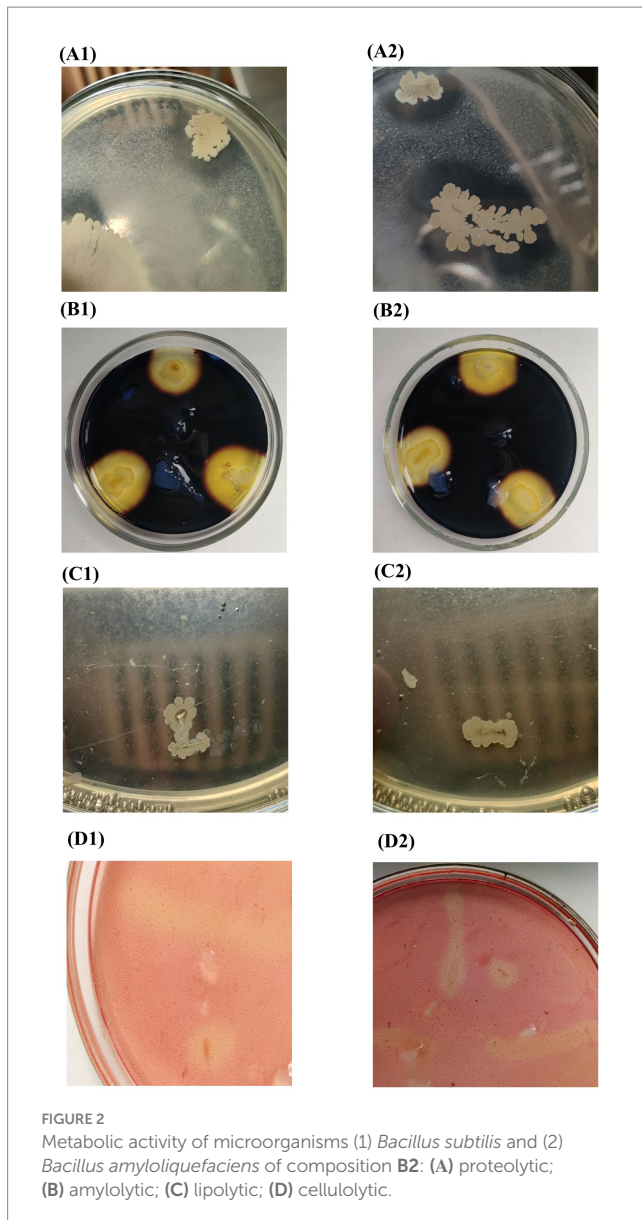 (A1)
(A2)
(B1)
(B2)
(C1)
(C2)
(D1)
(D2)
FIGURE 2
Metabolic activity of microorganisms (1) Bacillus subtilis and (2)
Bacillus amyloliquefaciens of composition B2: (A) proteolytic;
(B) amylolytic; (C) lipolytic; (D) cellulolytic.